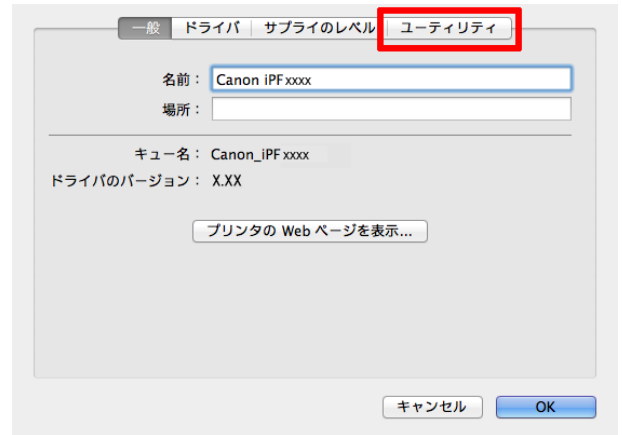 一般 ドライバ サプライのレベル ユーティリティ
名前： Canon iPF xxxx
場所：
キュー名： Canon_iPF xxxx
ドライバのバージョン： X.XX
プリンタの Web ページを表示...
キャンセル OK